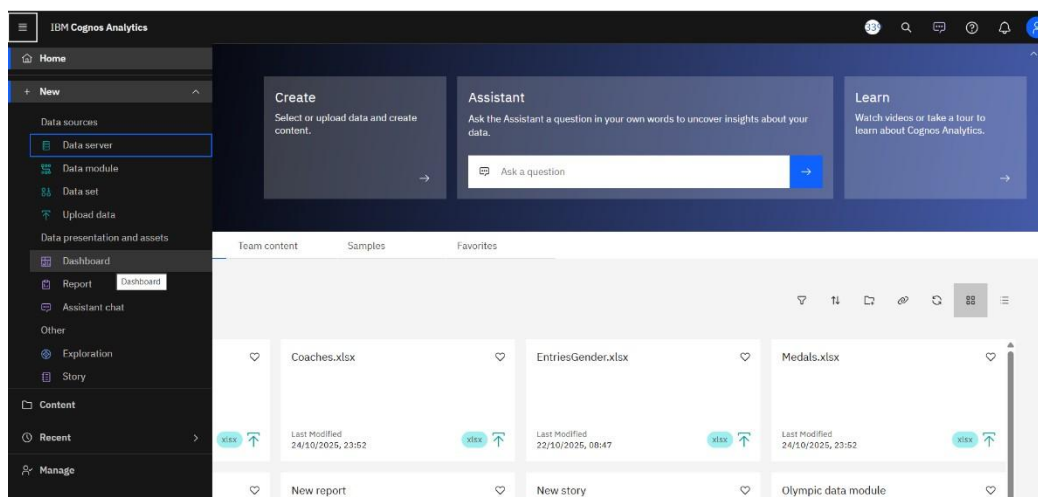 IBM Cognos Analytics
Home
New
Data sources
Data server
Data module
Data set
Upload data
Data presentation and assets
Dashboard
Report
Dashboard
Assistant chat
Other
Exploration
Story
Content
Recent
Manage
Create
Select or upload data and create
content.
Assistant
Ask the Assistant a question in your own words to uncover insights about your
data.
Ask a question
Learn
Watch videos or take a tour to
learn about Cognos Analytics.
Team content
Samples
Favorites
xlsx
Coaches.xlsx
Last Modified
24/10/2025, 23:52
xlsx
EntriesGender.xlsx
Last Modified
22/10/2025, 08:47
xlsx
Medals.xlsx
Last Modified
24/10/2025, 23:52
xlsx
New report
New story
Olympic data module